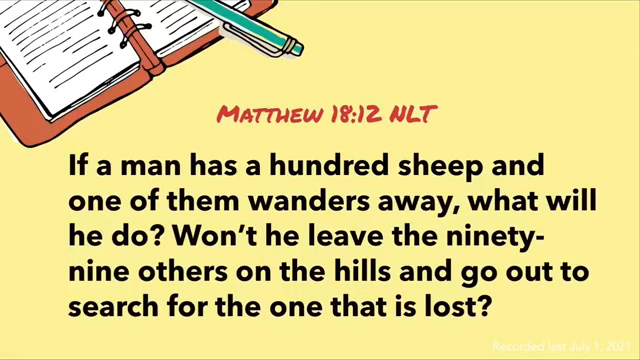 MATTHEW 18:12 NLT
If a man has a hundred sheep and
one of them wanders away, what will
he do? Won’t he leave the ninety-
nine others on the hills and go out to
search for the one that is lost?
Recorded last July 1, 2021